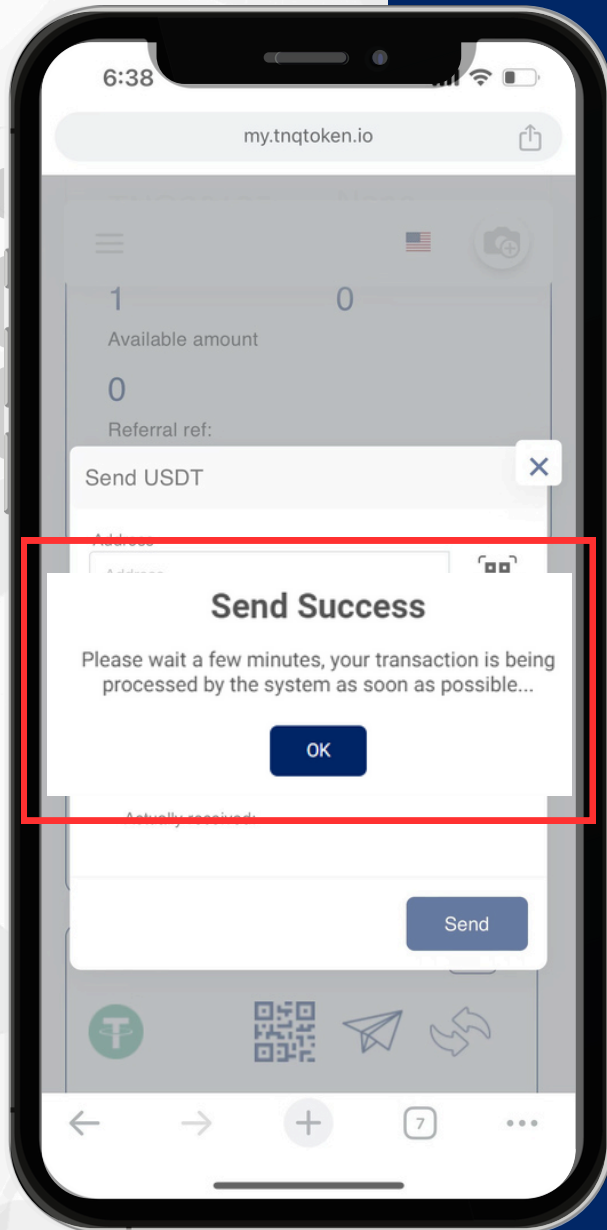 6:38
my.tnqtoken.io
1 0
Available amount
0
Referral ref:
Send USDT
Address
Address
Send Success
Please wait a few minutes, your transaction is being
processed by the system as soon as possible...
OK
Actually received:
Send
7